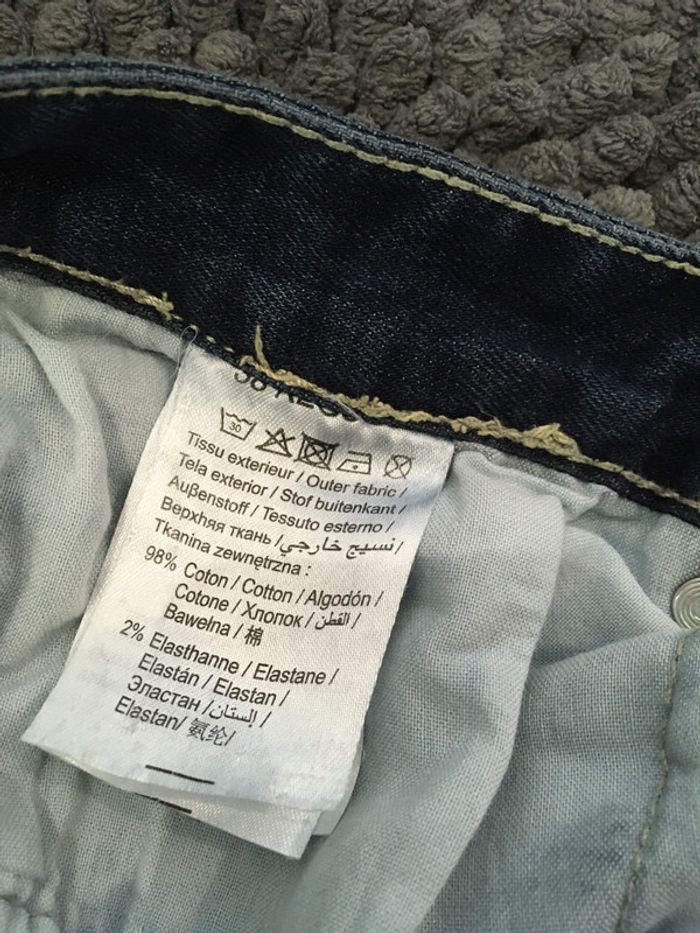 30
Tissu exterieur / Outer fabric /
Tela exterior / Stof buitenkant /
Außenstoff / Tessuto esterno /
Верхняя ткань / نسيج خارجي /
Tkanina zewnętrzna :
98% Coton / Cotton / Algodón /
Cotone / Хлопок / القطن /
Bawełna / 棉
2% Elasthanne / Elastane /
Elastán / Elastan /
Эластан / إلستان /
Elastan/ 氨纶/